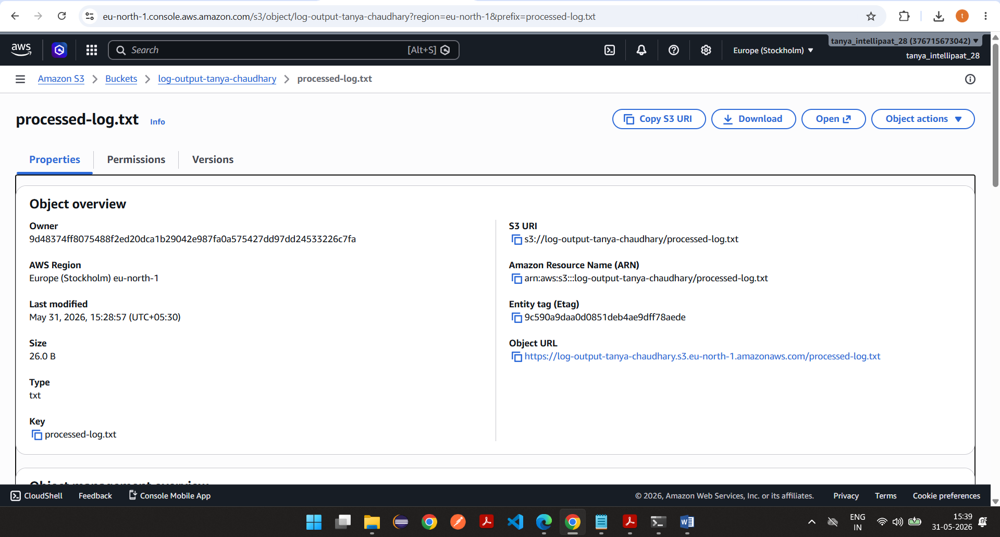 eu-north-1.console.aws.amazon.com/s3/object/log-output-tanya-chaudhary?region=eu-north-1&prefix=processed-log.txt
t
aws
Search
[Alt+S]
Europe (Stockholm)
tanya_intellipaat_28 (376715673042)
tanya_intellipaat_28
Amazon S3
Buckets
log-output-tanya-chaudhary
processed-log.txt
processed-log.txt
Info
Copy S3 URI
Download
Open
Object actions
Properties
Permissions
Versions
Object overview
Owner
9d48374ff8075488f2ed20dca1b29042e987fa0a575427dd97dd24533226c7fa
AWS Region
Europe (Stockholm) eu-north-1
Last modified
May 31, 2026, 15:28:57 (UTC+05:30)
Size
26.0 B
Type
txt
Key
processed-log.txt
S3 URI
s3://log-output-tanya-chaudhary/processed-log.txt
Amazon Resource Name (ARN)
arn:aws:s3:::log-output-tanya-chaudhary/processed-log.txt
Entity tag (Etag)
9c590a9daa0d0851deb4ae9dff78aede
Object URL
https://log-output-tanya-chaudhary.s3.eu-north-1.amazonaws.com/processed-log.txt
Object management overview
CloudShell
Feedback
Console Mobile App
© 2026, Amazon Web Services, Inc. or its affiliates.
Privacy
Terms
Cookie preferences
ENG
IN
15:39
31-05-2026